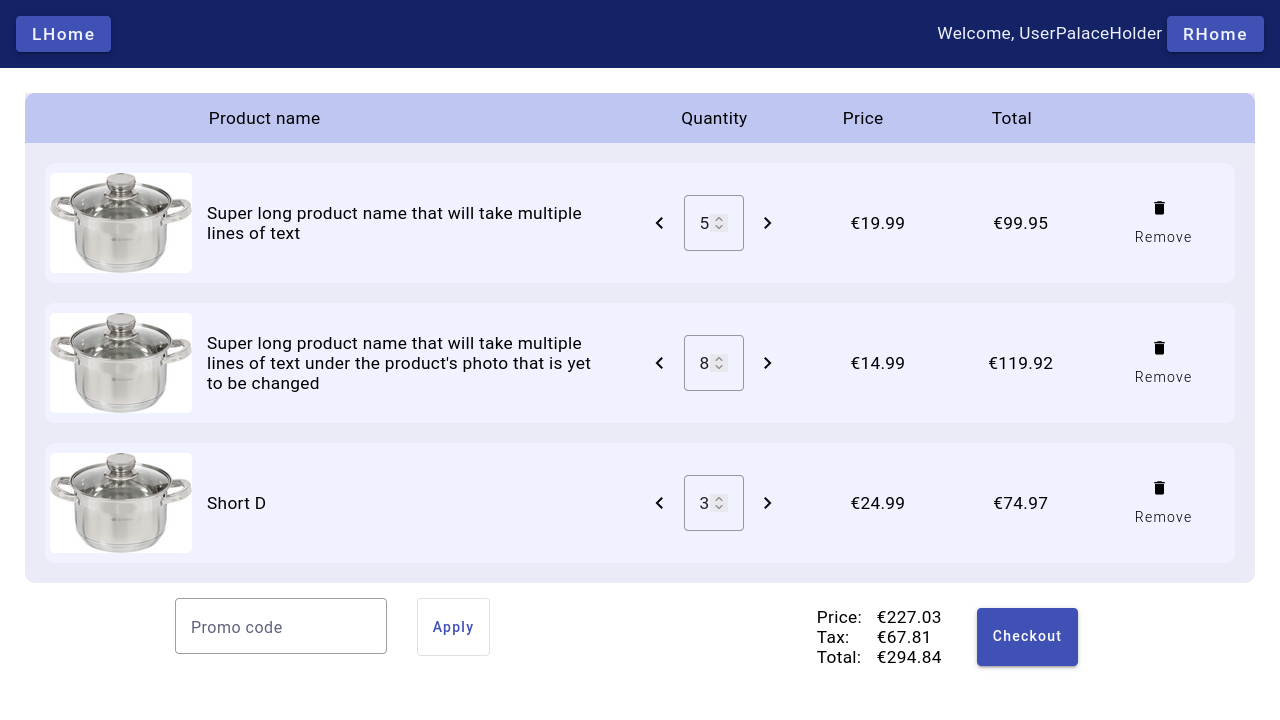 LHome
Welcome, UserPalaceHolder
RHome
Product name
Quantity
Price
Total
Super long product name that will take multiple
lines of text
5
€19.99
€99.95
Remove
Super long product name that will take multiple
lines of text under the product's photo that is yet
to be changed
8
€14.99
€119.92
Remove
Short D
3
€24.99
€74.97
Remove
Promo code
Apply
Price: €227.03
Tax: €67.81
Total: €294.84
Checkout